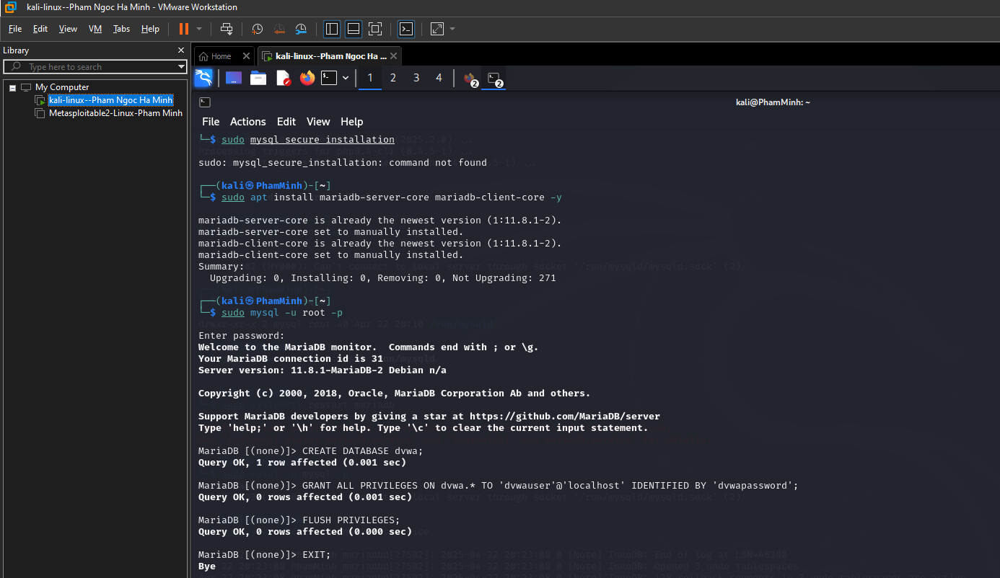 kali-linux--Pham Ngoc Ha Minh - VMware Workstation
File Edit View VM Tabs Help
Library
Type here to search
My Computer
kali-linux--Pham Ngoc Ha Minh
Metasploitable2-Linux-Pham Minh
Home
kali-linux--Pham Ngoc Ha ...
1 2 3 4 2 2
kali@PhamMinh: ~
File Actions Edit View Help
└─$ sudo mysql_secure_installation
sudo: mysql_secure_installation: command not found
┌──(kali㉿PhamMinh)-[~]
└─$ sudo apt install mariadb-server-core mariadb-client-core -y
mariadb-server-core is already the newest version (1:11.8.1-2).
mariadb-server-core set to manually installed.
mariadb-client-core is already the newest version (1:11.8.1-2).
mariadb-client-core set to manually installed.
Summary:
Upgrading: 0, Installing: 0, Removing: 0, Not Upgrading: 271
┌──(kali㉿PhamMinh)-[~]
└─$ sudo mysql -u root -p
Enter password:
Welcome to the MariaDB monitor.  Commands end with ; or \g.
Your MariaDB connection id is 31
Server version: 11.8.1-MariaDB-2 Debian n/a
Copyright (c) 2000, 2018, Oracle, MariaDB Corporation Ab and others.
Support MariaDB developers by giving a star at https://github.com/MariaDB/server
Type 'help;' or '\h' for help. Type '\c' to clear the current input statement.
MariaDB [(none)]> CREATE DATABASE dvwa;
Query OK, 1 row affected (0.001 sec)
MariaDB [(none)]> GRANT ALL PRIVILEGES ON dvwa.* TO 'dvwauser'@'localhost' IDENTIFIED BY 'dvwapassword';
Query OK, 0 rows affected (0.001 sec)
MariaDB [(none)]> FLUSH PRIVILEGES;
Query OK, 0 rows affected (0.000 sec)
MariaDB [(none)]> EXIT;
Bye